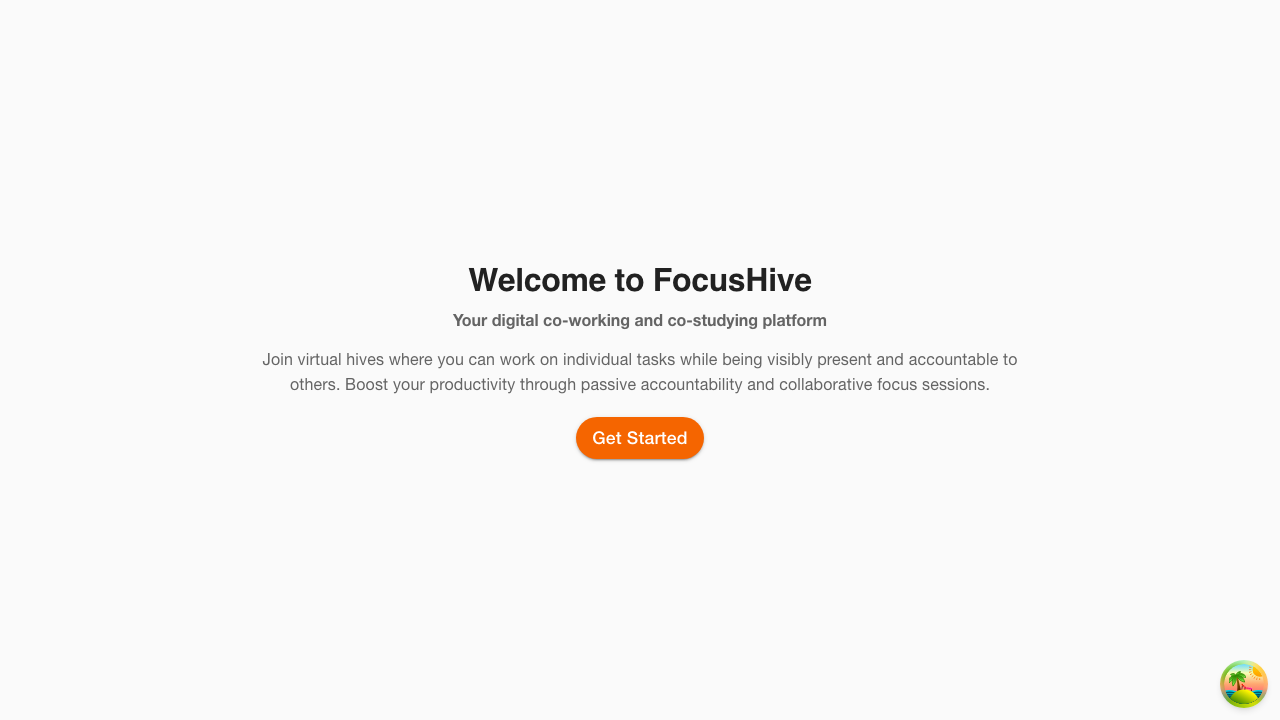 Welcome to FocusHive
Your digital co-working and co-studying platform
Join virtual hives where you can work on individual tasks while being visibly present and accountable to
others. Boost your productivity through passive accountability and collaborative focus sessions.
Get Started